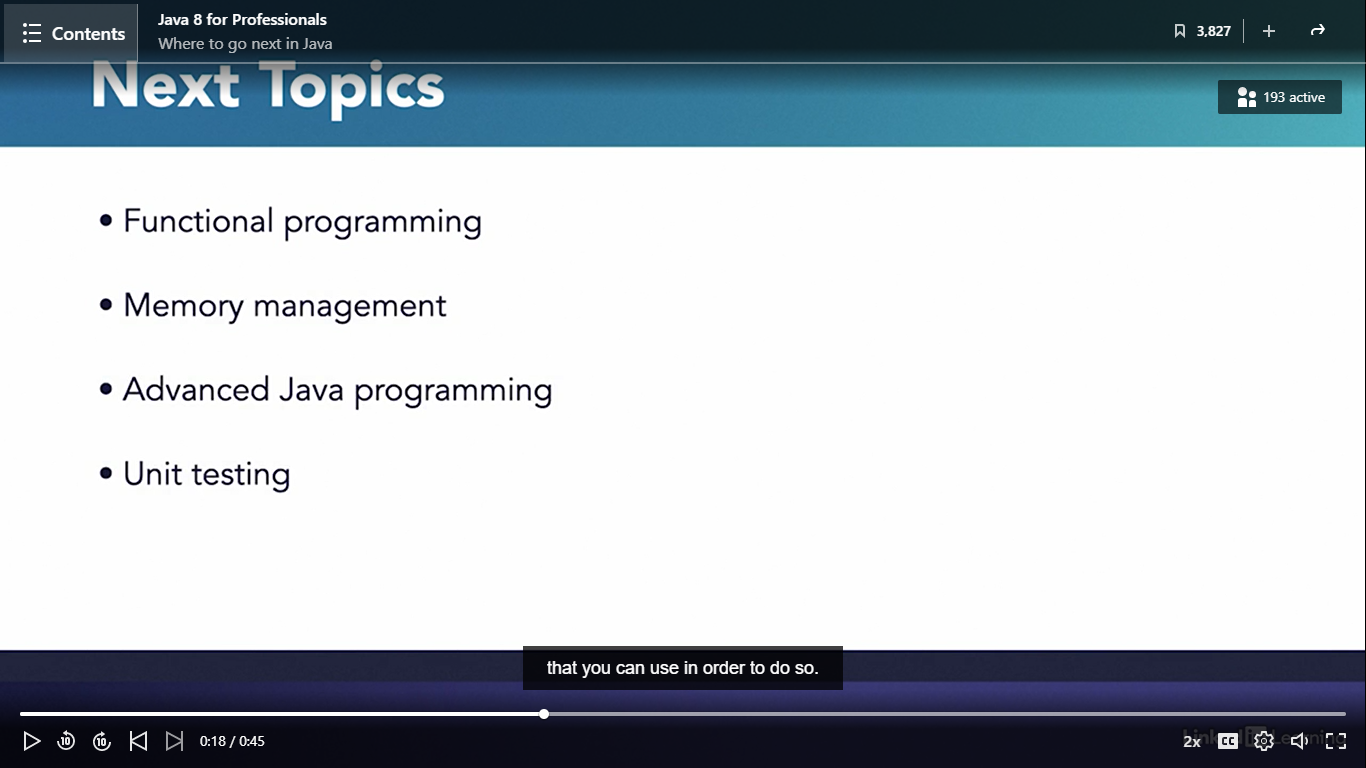 Contents
Java 8 for Professionals
Where to go next in Java
3,827
Next Topics
193 active
• Functional programming
• Memory management
• Advanced Java programming
• Unit testing
that you can use in order to do so.
10
10
0:18 / 0:45
2x
CC
Linked Learning